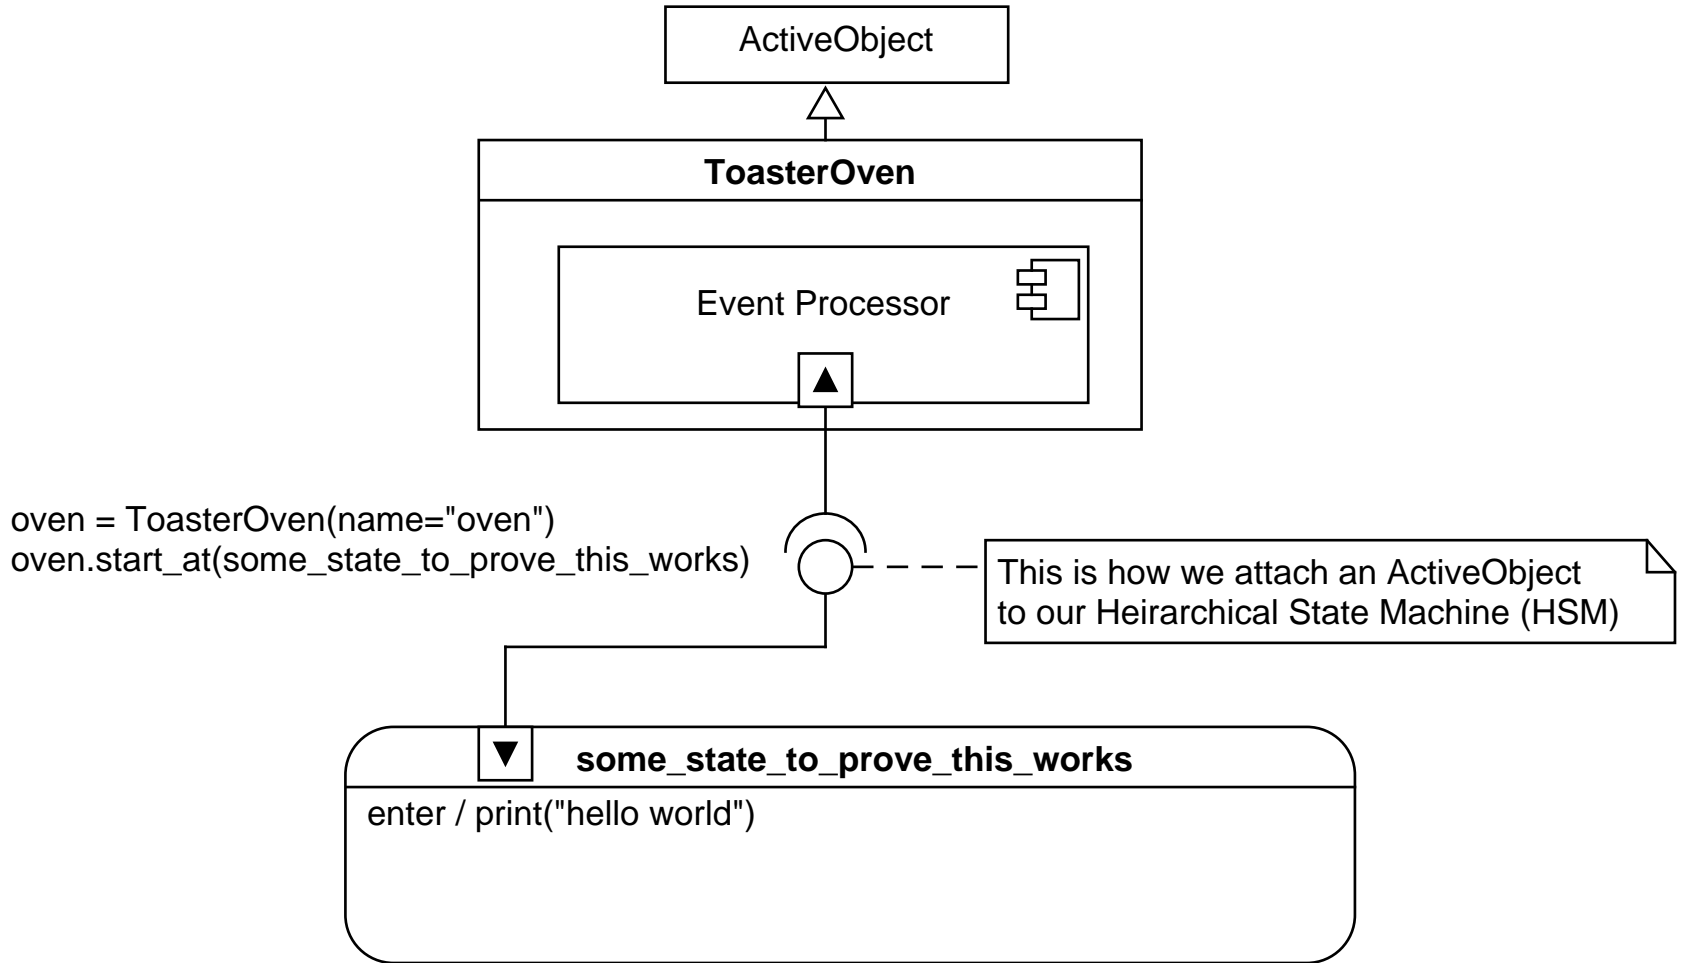 ActiveObject
ToasterOven
Event Processor
oven = ToasterOven(name="oven")
oven.start_at(some_state_to_prove_this_works)
This is how we attach an ActiveObject
to our Heirarchical State Machine (HSM)
some_state_to_prove_this_works
enter / print("hello world")